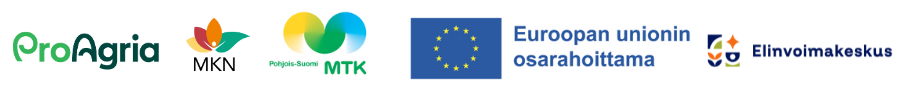 ProAgria
MKN
Pohjois-Suomi
MTK
Euroopan unionin
osarahoittama
Elinvoimakeskus